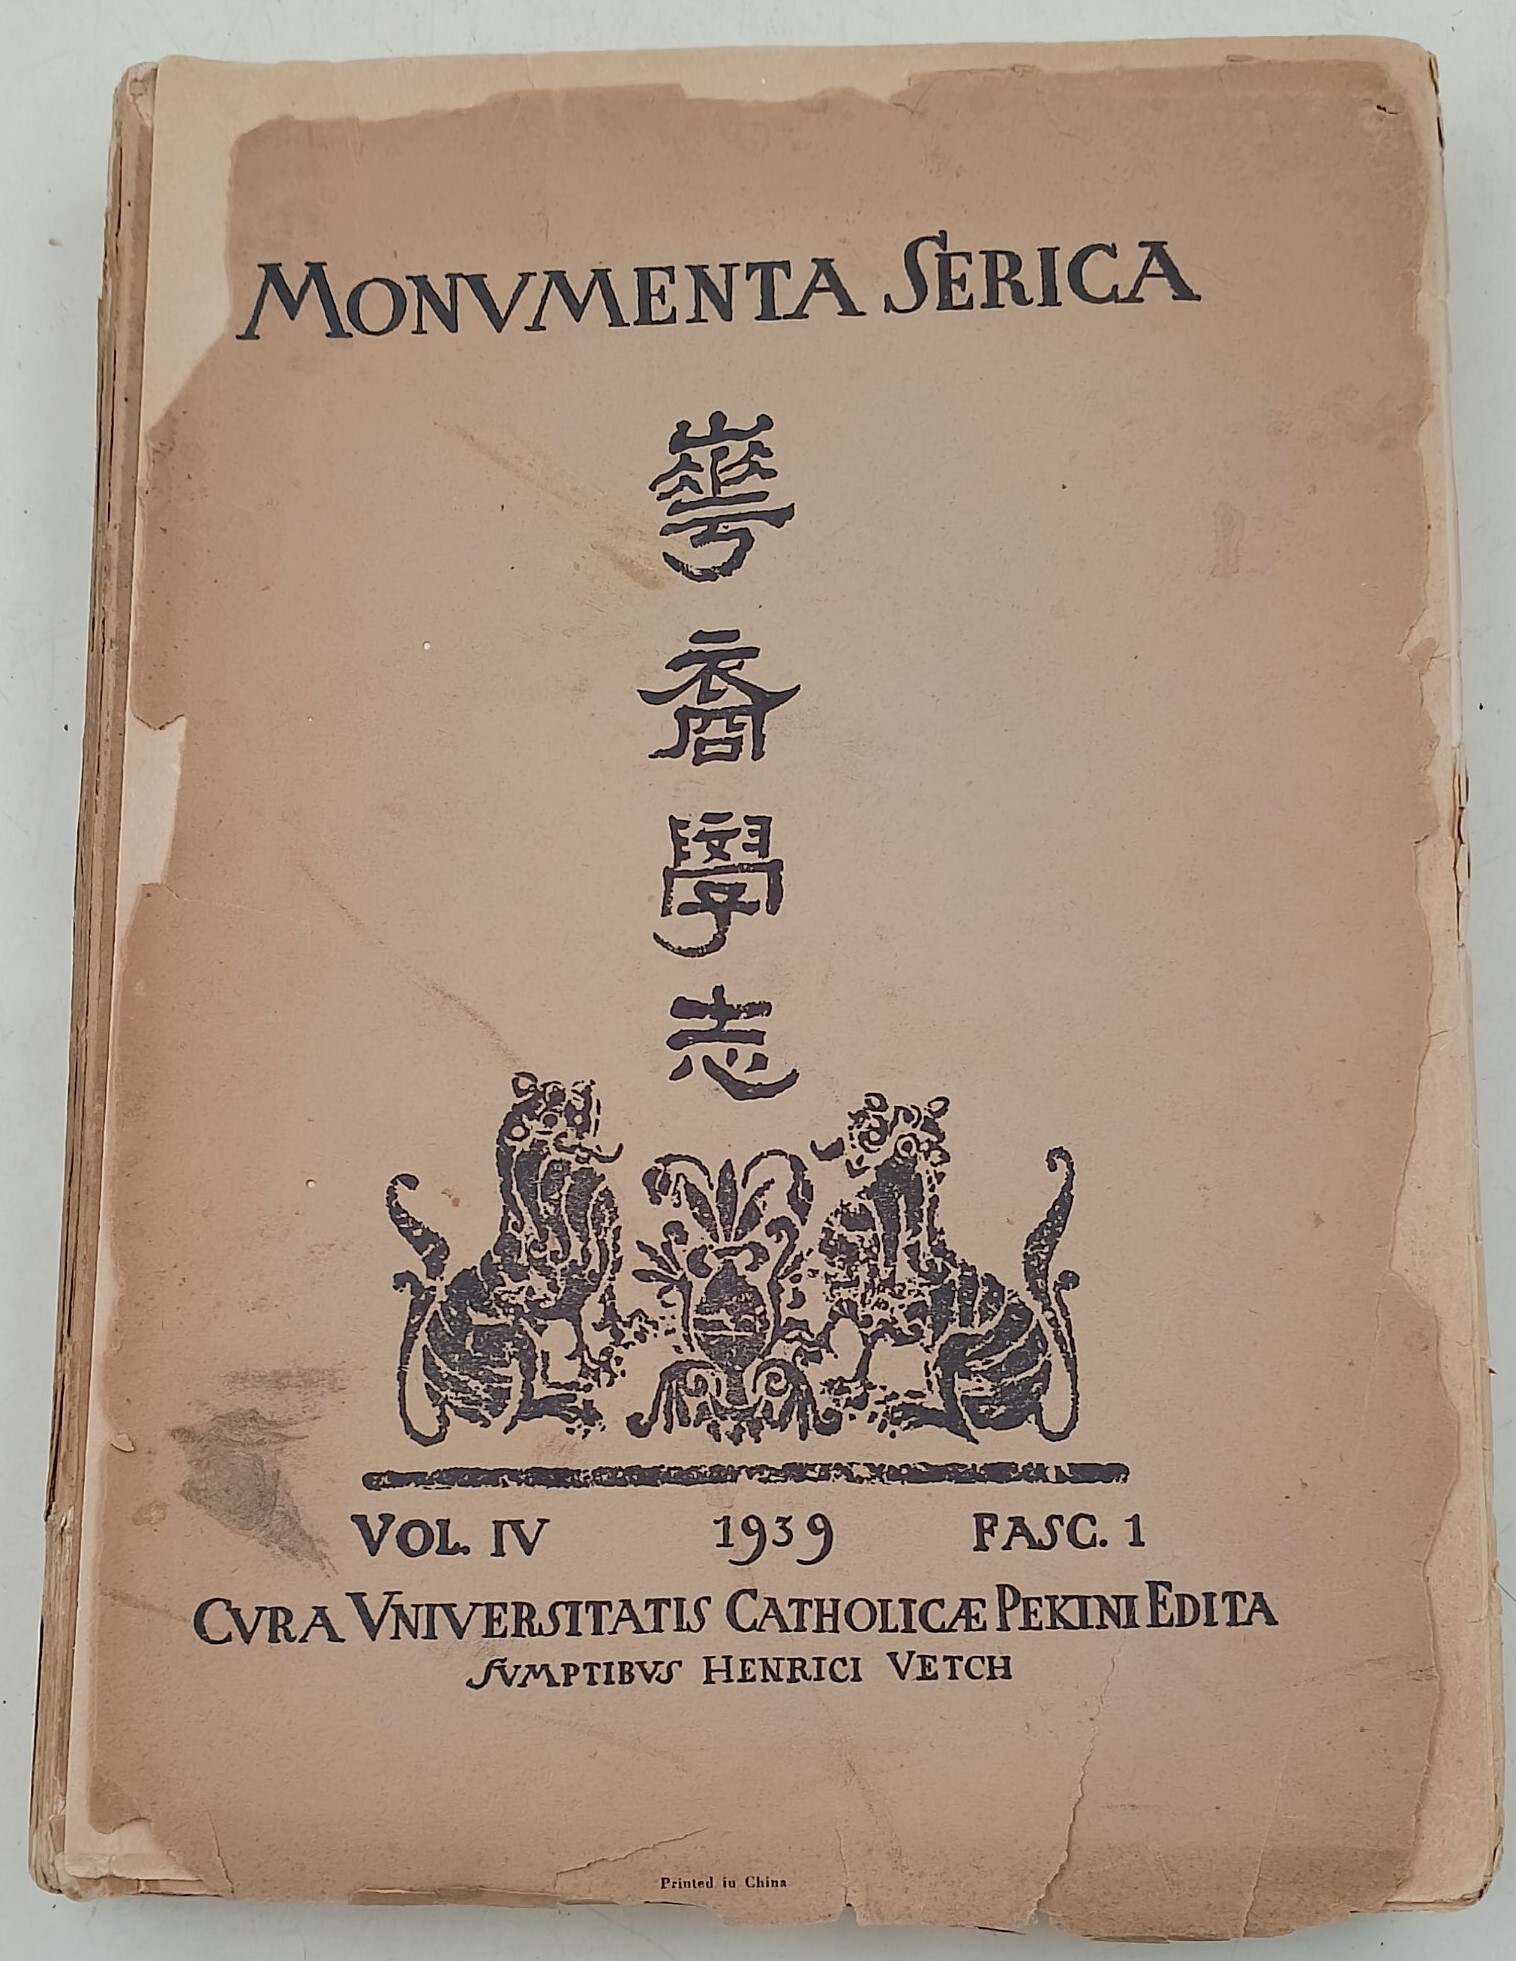 MONVMENTA SERICA
華
裔
學
志
VOL. IV 1939 FASC. 1
CVRA VNIVERSITATIS CATHOLICÆ PEKINI EDITA
SVMPTIBVS HENRICI VETCH
Printed in China